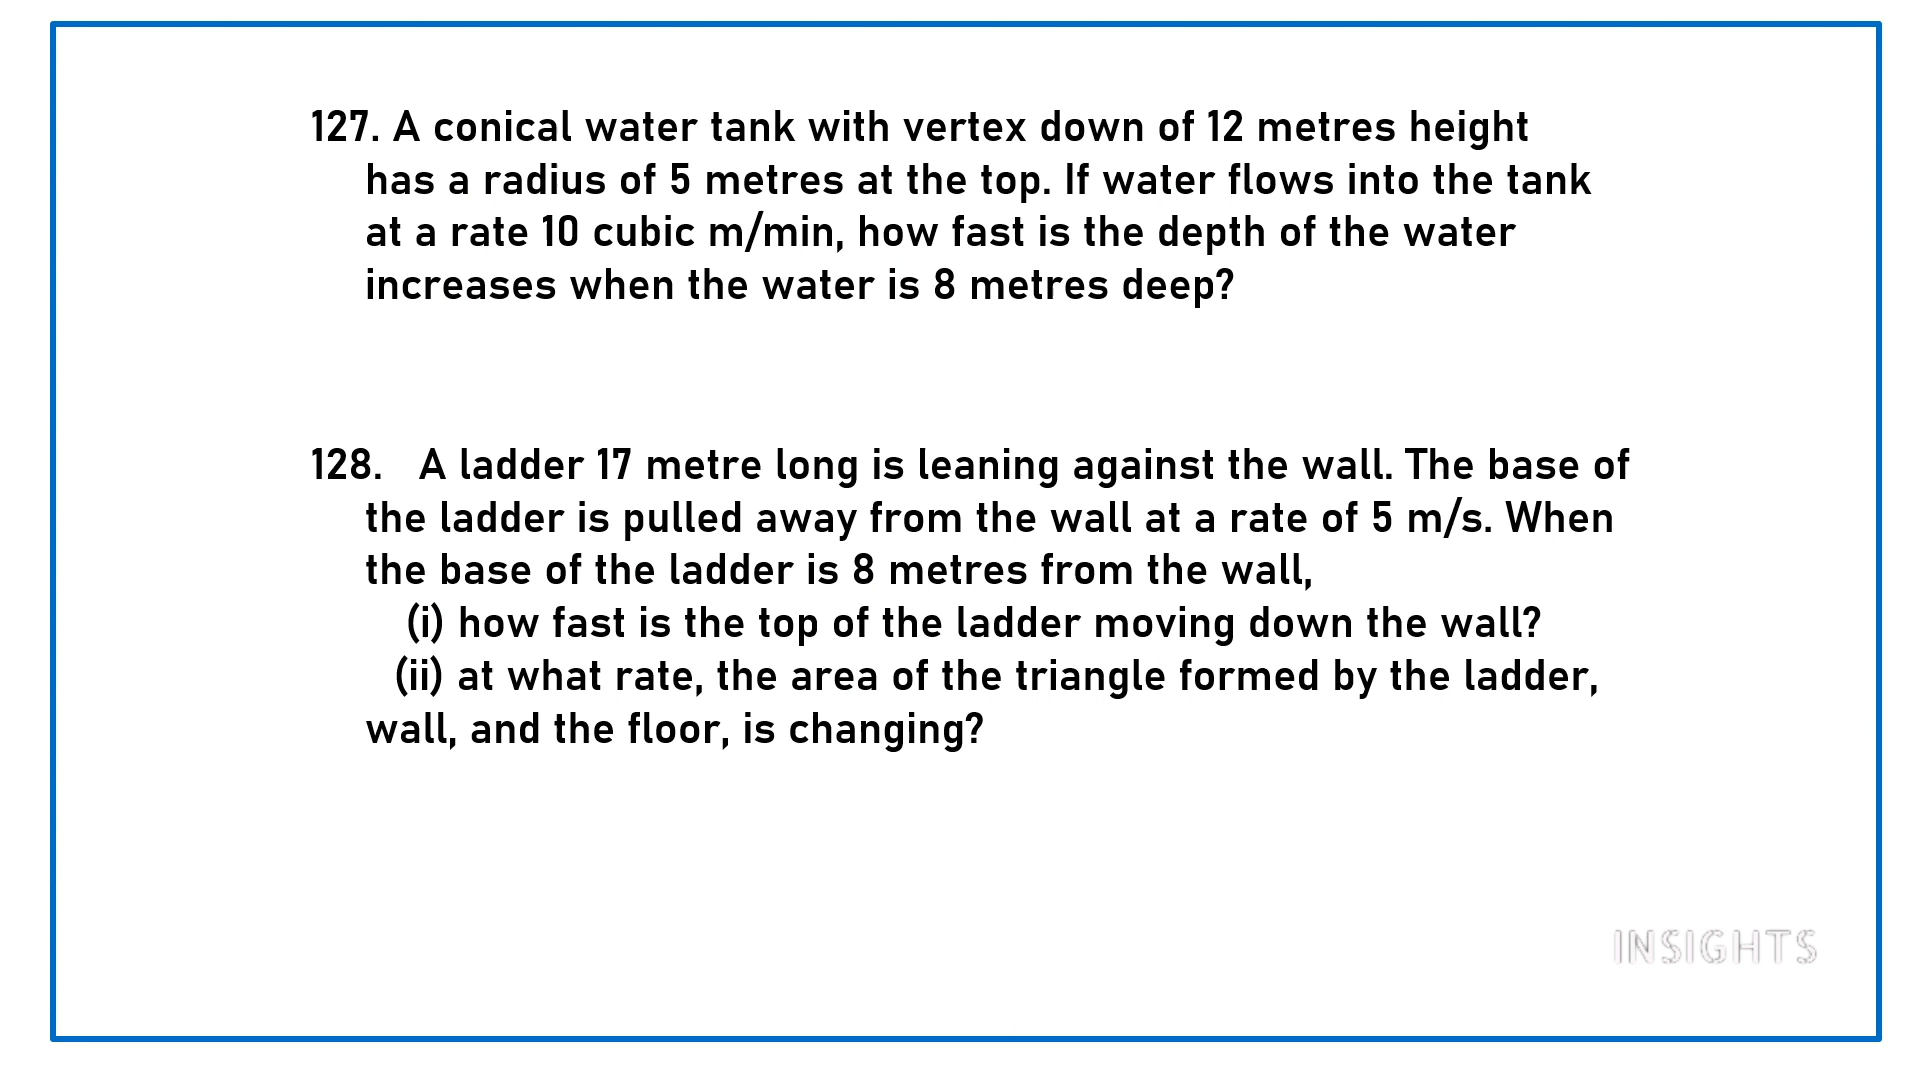 127. A conical water tank with vertex down of 12 metres height
has a radius of 5 metres at the top. If water flows into the tank
at a rate 10 cubic m/min, how fast is the depth of the water
increases when the water is 8 metres deep?
128. A ladder 17 metre long is leaning against the wall. The base of
the ladder is pulled away from the wall at a rate of 5 m/s. When
the base of the ladder is 8 metres from the wall,
(i) how fast is the top of the ladder moving down the wall?
(ii) at what rate, the area of the triangle formed by the ladder,
wall, and the floor, is changing?
INSIGHTS